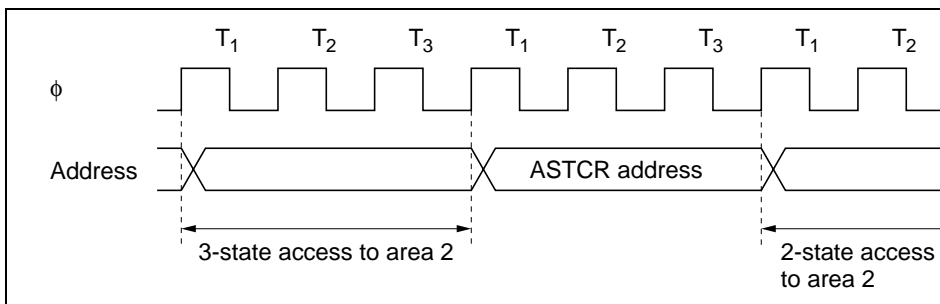 T1 T2 T3 T1 T2 T3 T1 T2
ϕ
Address ASTCR address
3-state access to area 2 2-state access
to area 2